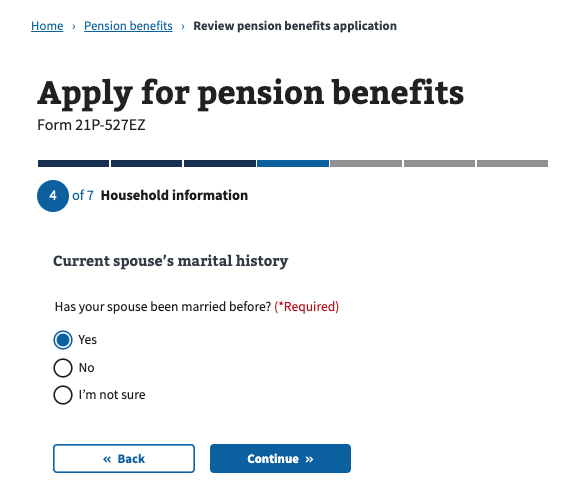 Home › Pension benefits › Review pension benefits application
Apply for pension benefits
Form 21P-527EZ
4 of 7 Household information
Current spouse’s marital history
Has your spouse been married before? (*Required)
Yes
No
I’m not sure
« Back
Continue »